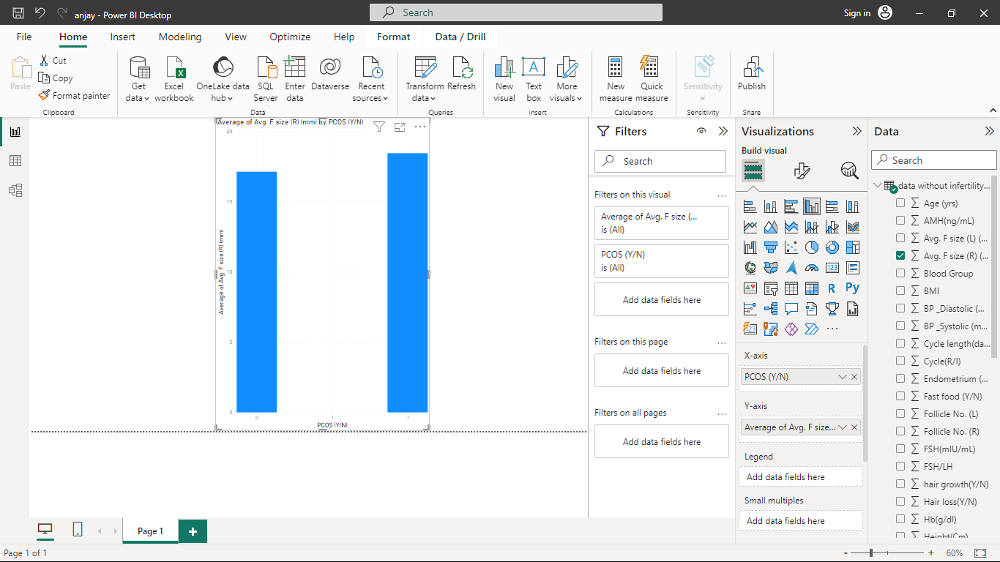 anjay - Power BI Desktop
Search
Sign in
File
Home
Insert
Modeling
View
Optimize
Help
Format
Data / Drill
Paste
Cut
Copy
Format painter
Clipboard
Get data
Excel workbook
OneLake data hub
SQL Server
Enter data
Dataverse
Recent sources
Data
Transform data
Refresh
Queries
New visual
Text box
More visuals
Insert
New measure
Quick measure
Calculations
Sensitivity
Sensitivity
Publish
Share
Average of Avg. F size (R) (mm) by PCOS (Y/N)
20
15
10
5
0
Average of Avg. F size (R) (mm)
0
1
1
PCOS (Y/N)
Filters
Search
Filters on this visual
...
Average of Avg. F size (...
is (All)
PCOS (Y/N)
is (All)
Add data fields here
Filters on this page
...
Add data fields here
Filters on all pages
...
Add data fields here
Visualizations
Build visual
123
R
Py
123
...
X-axis
PCOS (Y/N)
Y-axis
Average of Avg. F size...
Legend
Add data fields here
Small multiples
Add data fields here
Data
Search
data without infertility...
Age (yrs)
AMH(ng/mL)
Avg. F size (L) (...
Avg. F size (R) (...
Blood Group
BMI
BP _Diastolic (...
BP _Systolic (m...
Cycle length(da...
Cycle(R/I)
Endometrium (...
Fast food (Y/N)
Follicle No. (L)
Follicle No. (R)
FSH(mIU/mL)
FSH/LH
hair growth(Y/N)
Hair loss(Y/N)
Hb(g/dl)
Height(Cm)
Page 1
+
Page 1 of 1
- +
60%